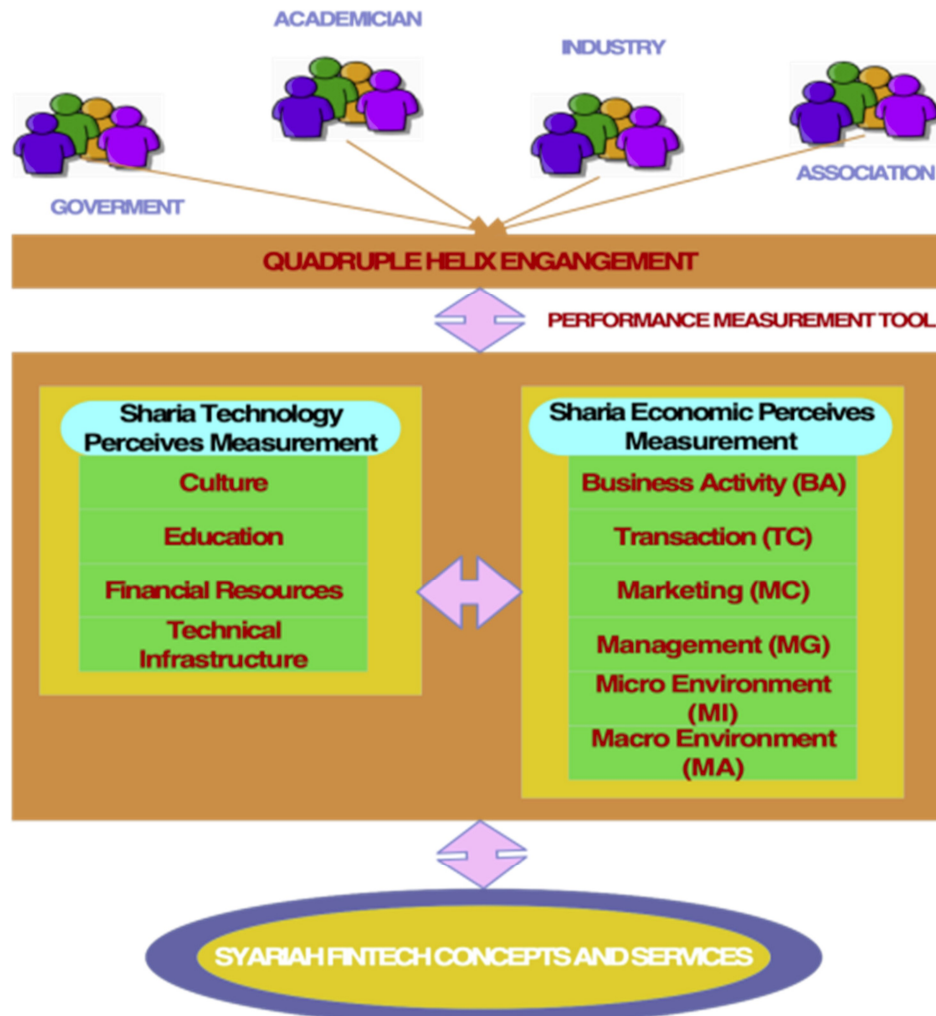 ACADEMICIAN
INDUSTRY
ASSOCIATION
GOVERMENT
QUADRUPLE HELIX ENGANGEMENT
PERFORMANCE MEASUREMENT TOOL
Sharia Technology
Perceives Measurement
Culture
Education
Financial Resources
Technical
Infrastructure
Sharia Economic Perceives
Measurement
Business Activity (BA)
Transaction (TC)
Marketing (MC)
Management (MG)
Micro Environment
(MI)
Macro Environment
(MA)
SYARIAH FINTECH CONCEPTS AND SERVICES